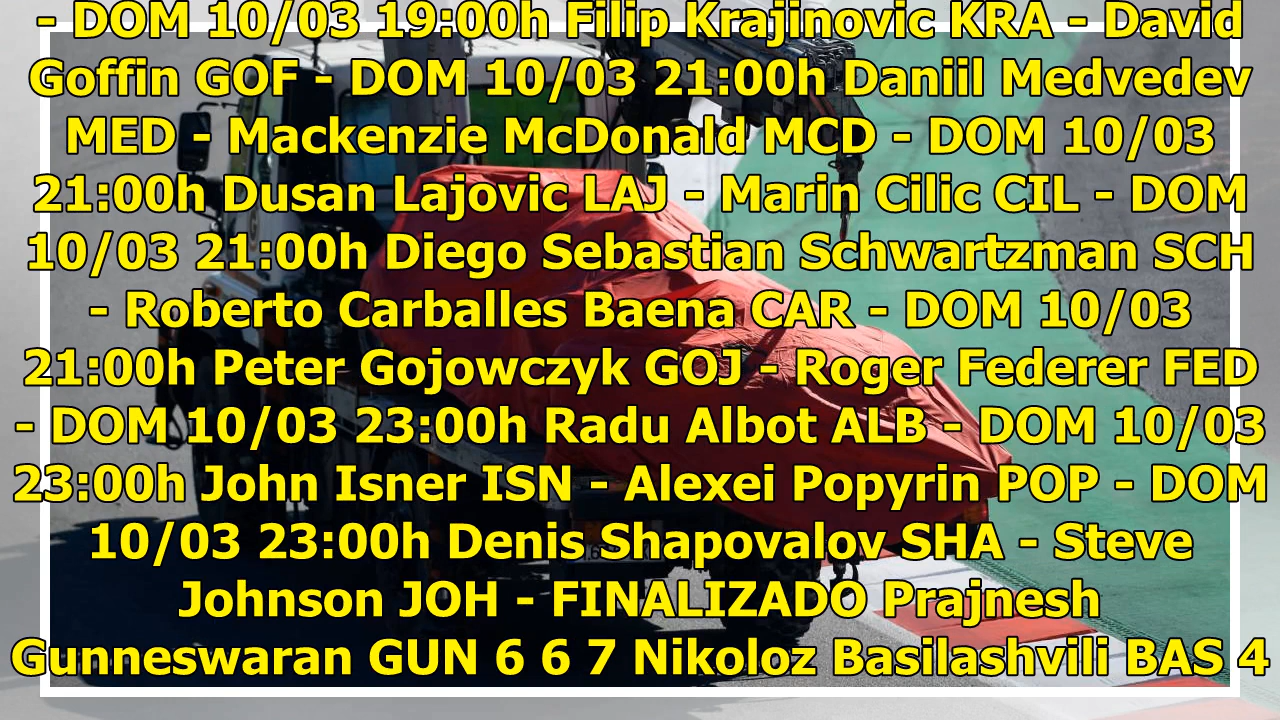 - DOM 10/03 19:00h Filip Krajinovic KRA - David
Goffin GOF - DOM 10/03 21:00h Daniil Medvedev
MED - Mackenzie McDonald MCD - DOM 10/03
21:00h Dusan Lajovic LAJ - Marin Cilic CIL - DOM
10/03 21:00h Diego Sebastian Schwartzman SCH
- Roberto Carballes Baena CAR - DOM 10/03
21:00h Peter Gojowczyk GOJ - Roger Federer FED
- DOM 10/03 23:00h Radu Albot ALB - DOM 10/03
23:00h John Isner ISN - Alexei Popyrin POP - DOM
10/03 23:00h Denis Shapovalov SHA - Steve
Johnson JOH - FINALIZADO Prajnesh
Gunneswaran GUN 6 6 7 Nikoloz Basilashvili BAS 4